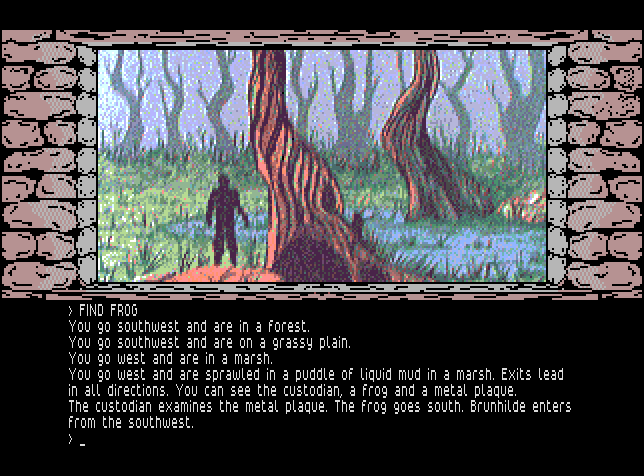 > FIND FROG
You go southwest and are in a forest.
You go southwest and are on a grassy plain.
You go west and are in a marsh.
You go west and are sprawled in a puddle of liquid mud in a marsh. Exits lead
in all directions. You can see the custodian, a frog and a metal plaque.
The custodian examines the metal plaque. The frog goes south. Brunhilde enters
from the southwest.
> _